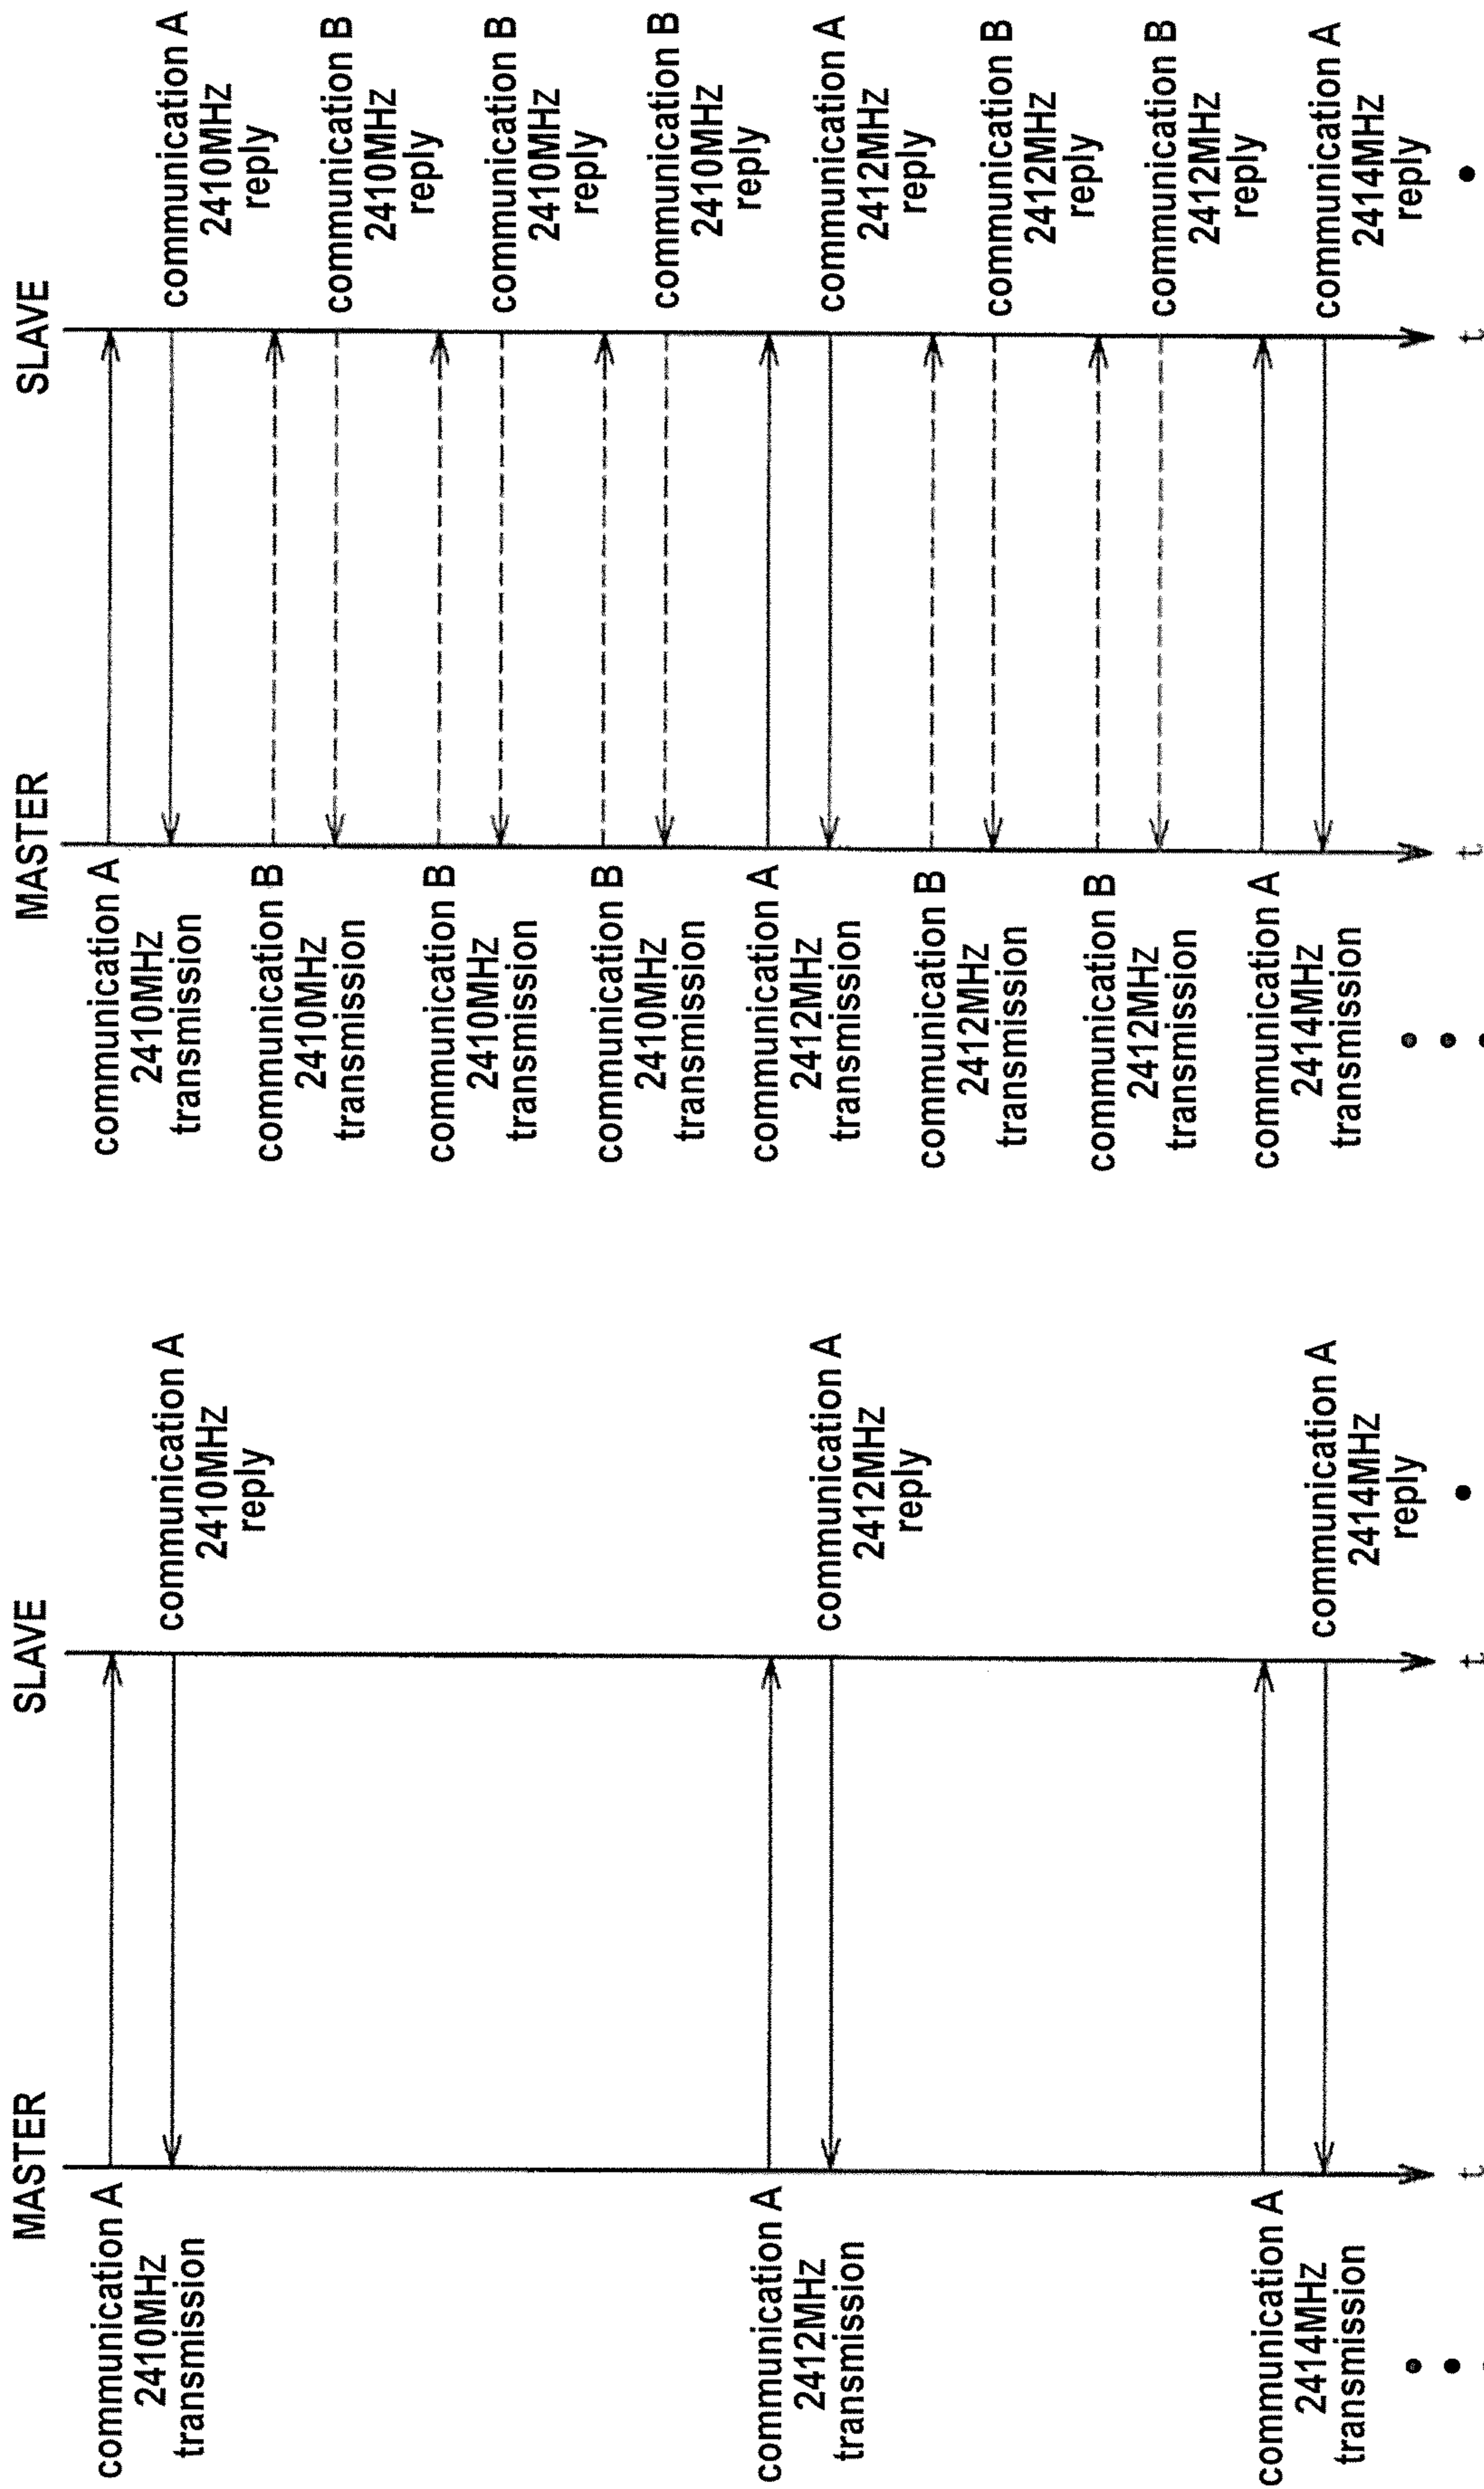 MASTER
SLAVE
communication A
2410MHz
transmission
communication A
2410MHz
reply
communication A
2412MHz
transmission
communication A
2412MHz
reply
communication A
2414MHz
transmission
communication A
2414MHz
reply
t
t
MASTER
SLAVE
communication A
2410MHz
transmission
communication A
2410MHz
reply
communication B
2410MHz
transmission
communication B
2410MHz
reply
communication B
2410MHz
transmission
communication B
2410MHz
reply
communication B
2410MHz
transmission
communication B
2410MHz
reply
communication A
2412MHz
transmission
communication A
2412MHz
reply
communication B
2412MHz
transmission
communication B
2412MHz
reply
communication B
2412MHz
transmission
communication B
2412MHz
reply
communication A
2414MHz
transmission
communication A
2414MHz
reply
t
t